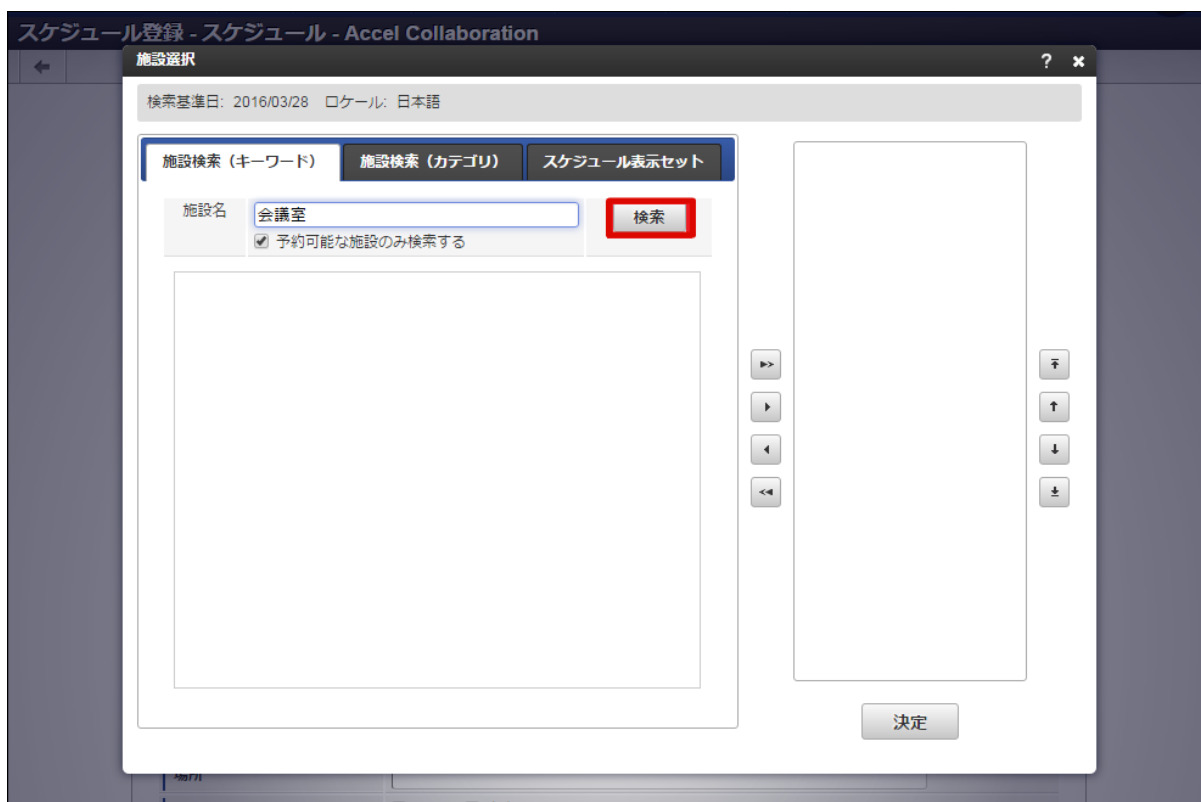 スケジュール登録 - スケジュール - Accel Collaboration
施設選択
検索基準日: 2016/03/28 ロケール: 日本語
施設検索（キーワード） 施設検索（カテゴリ） スケジュール表示セット
施設名 会議室 検索
予約可能な施設のみ検索する
決定
場所